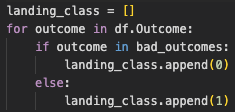 landing_class = []
for outcome in df.Outcome:
    if outcome in bad_outcomes:
        landing_class.append(0)
    else:
        landing_class.append(1)